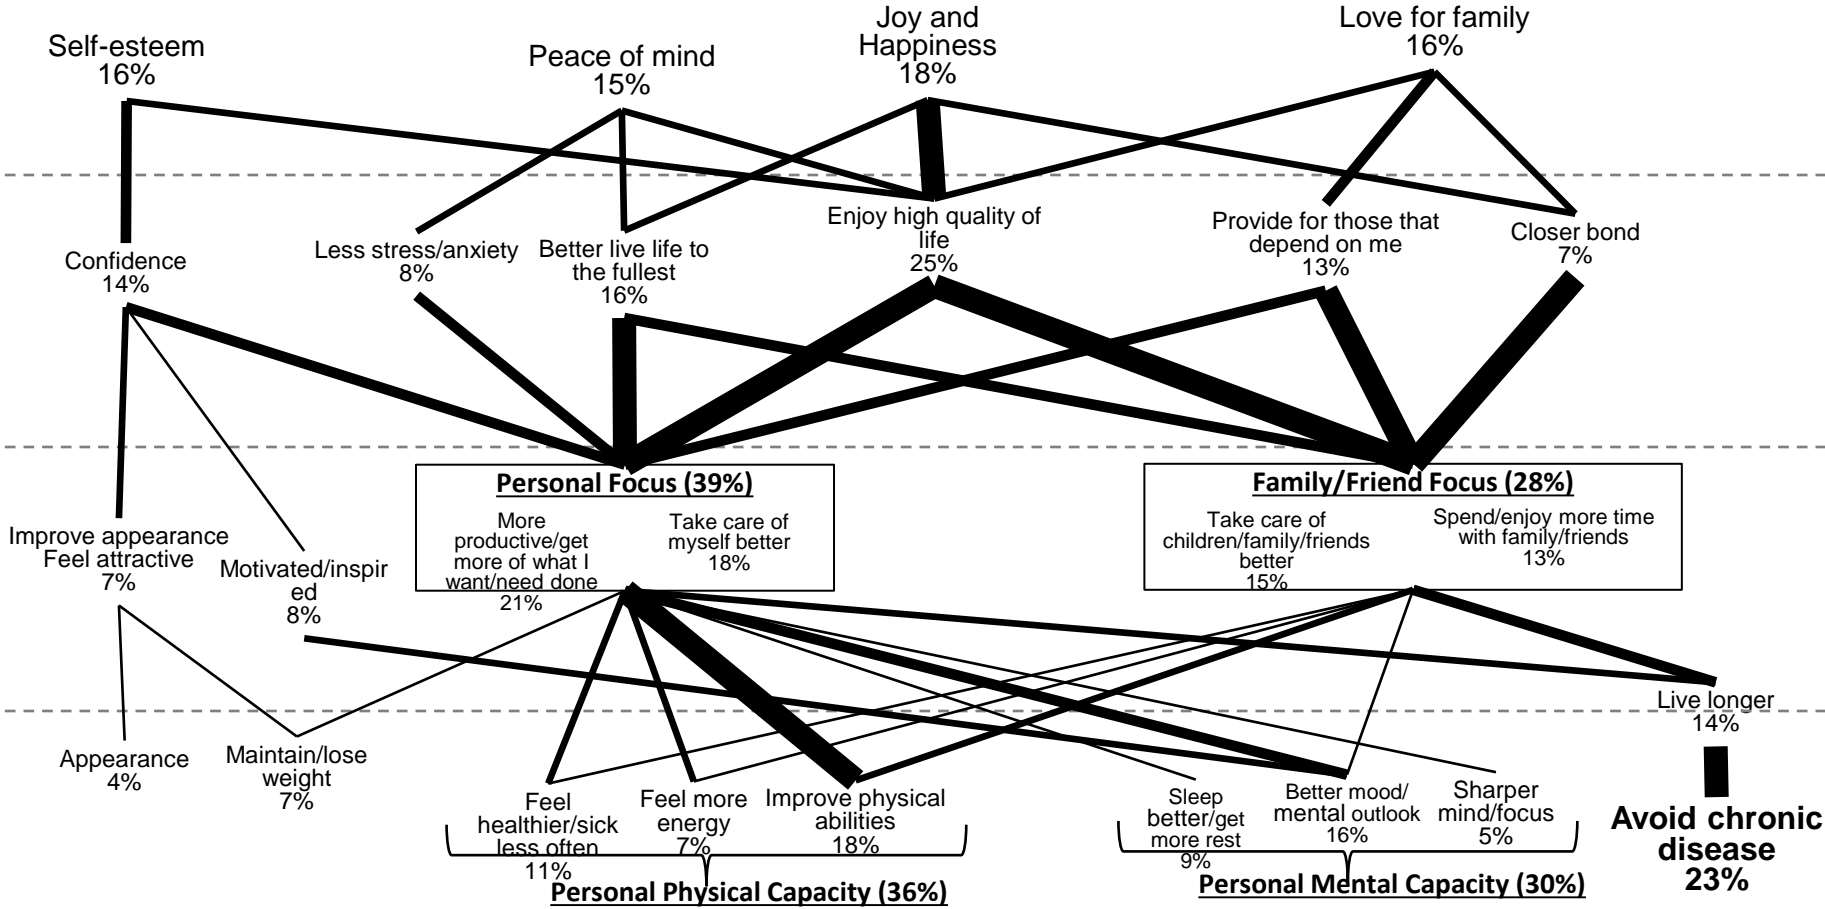 Self-esteem
16%
Peace of mind
15%
Joy and
Happiness
18%
Love for family
16%
Confidence
14%
Less stress/anxiety
8%
Better live life to
the fullest
16%
Enjoy high quality of
life
25%
Provide for those that
depend on me
13%
Closer bond
7%
Improve appearance
Feel attractive
7%
Motivated/inspir
ed
8%
Personal Focus (39%)
More
productive/get
more of what I
want/need done
21%
Take care of
myself better
18%
Family/Friend Focus (28%)
Take care of
children/family/friends
better
15%
Spend/enjoy more time
with family/friends
13%
Live longer
14%
Appearance
4%
Maintain/lose
weight
7%
Feel
healthier/sick
less often
11%
Feel more
energy
7%
Improve physical
abilities
18%
Personal Physical Capacity (36%)
Sleep
better/get
more rest
9%
Better mood/
mental outlook
16%
Sharper
mind/focus
5%
Personal Mental Capacity (30%)
Avoid chronic
disease
23%